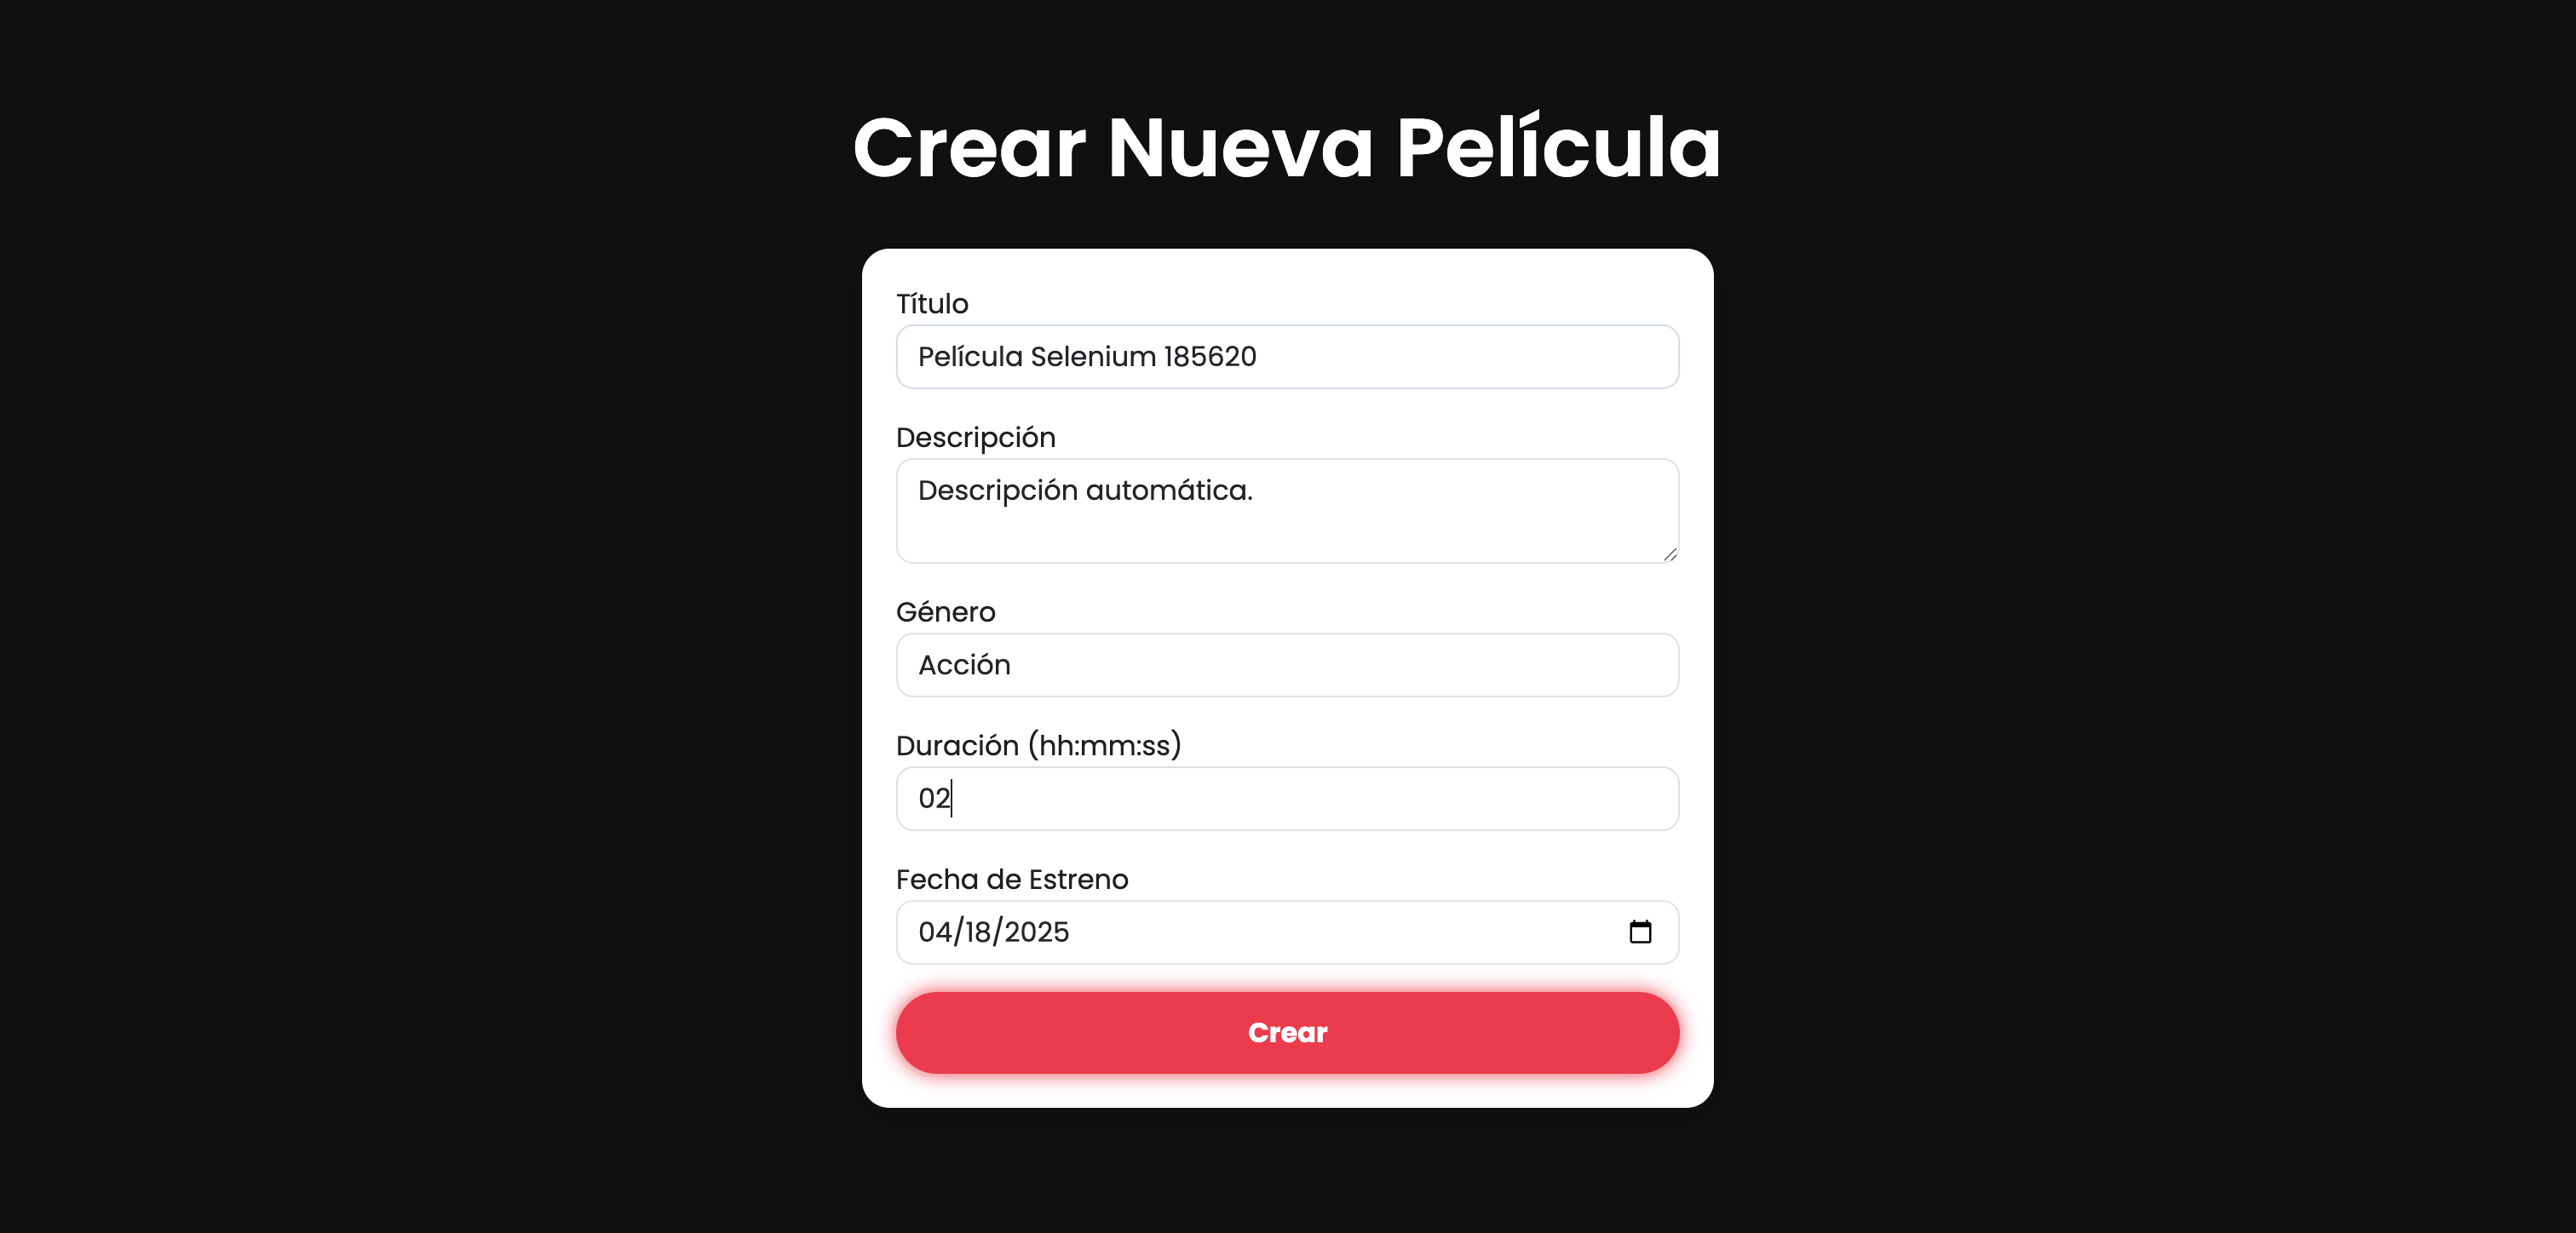 Crear Nueva Película
Título
Película Selenium 185620
Descripción
Descripción automática.
Género
Acción
Duración (hh:mm:ss)
02
Fecha de Estreno
04/18/2025
Crear